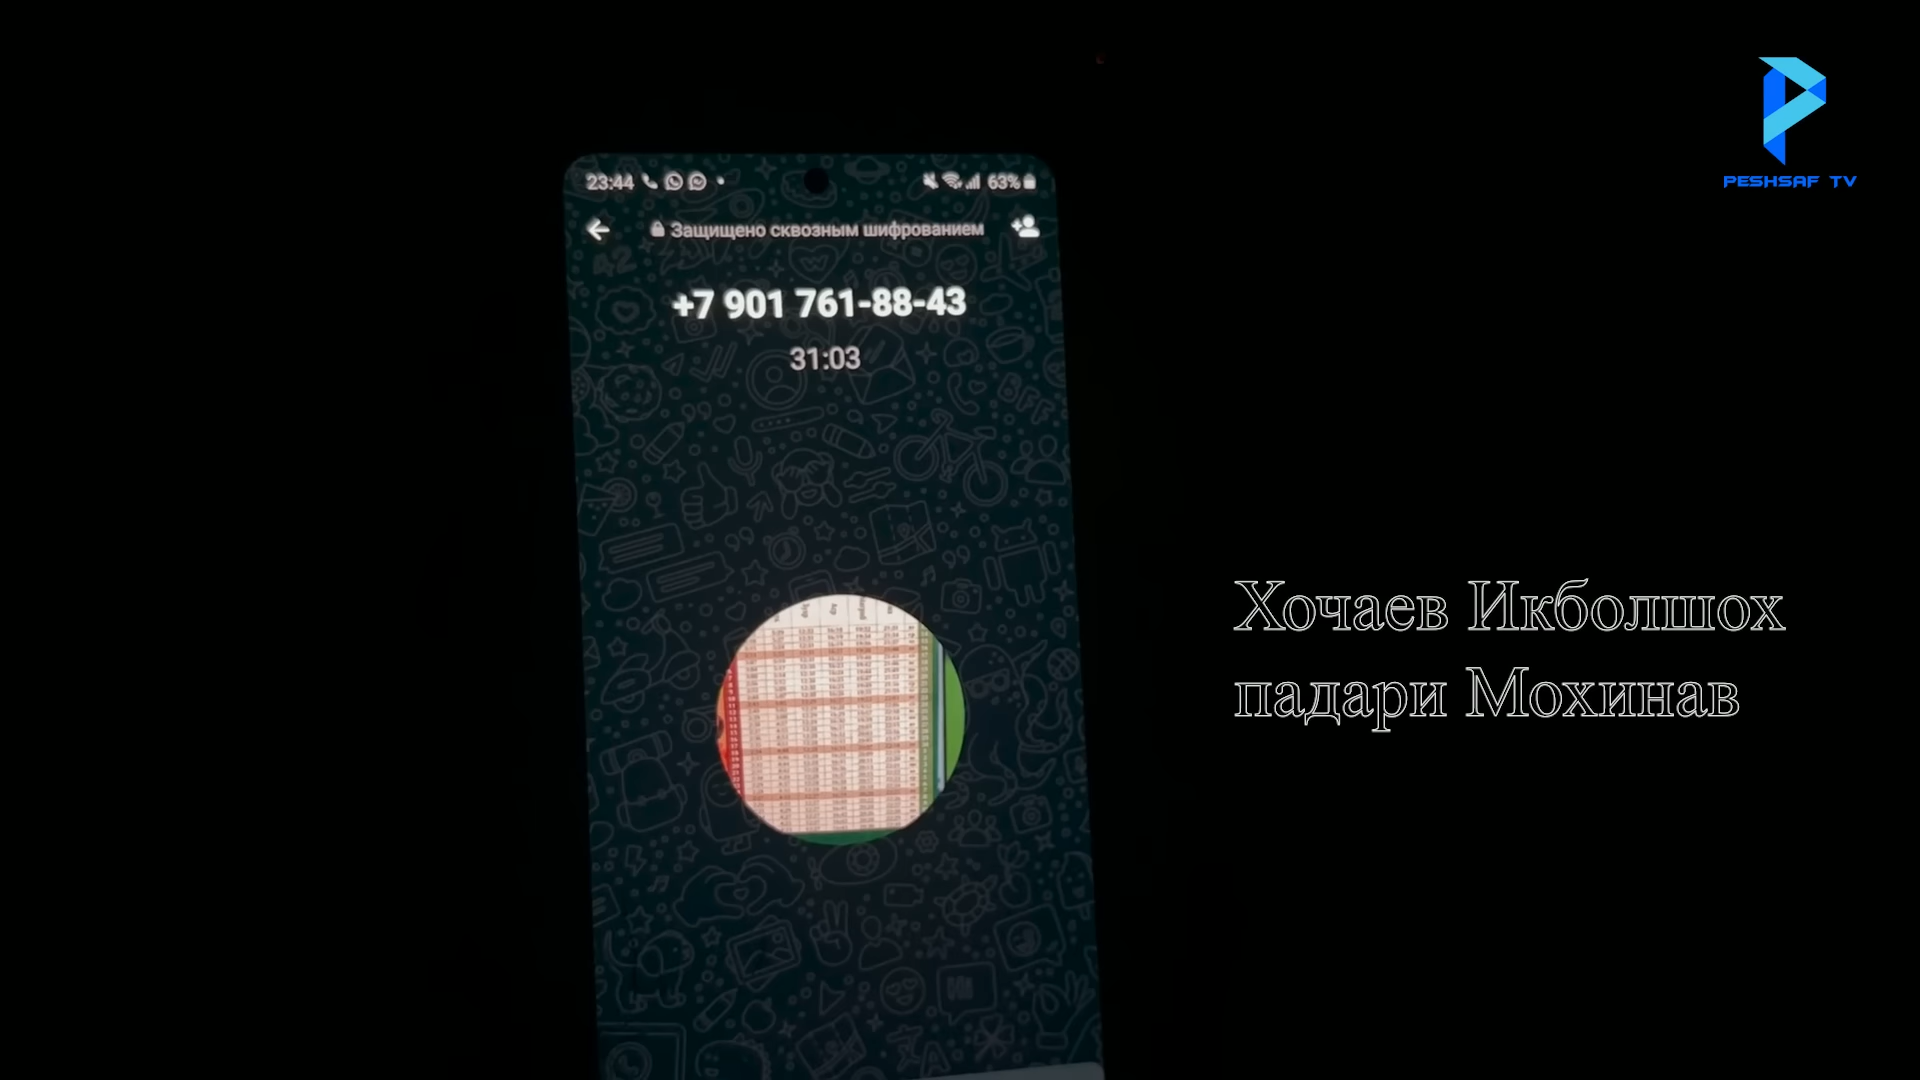 PESHSAF TV
23:44
63%
Защищено сквозным шифрованием
+7 901 761-88-43
31:03
Хочаев Икболшох
падари Мохинав